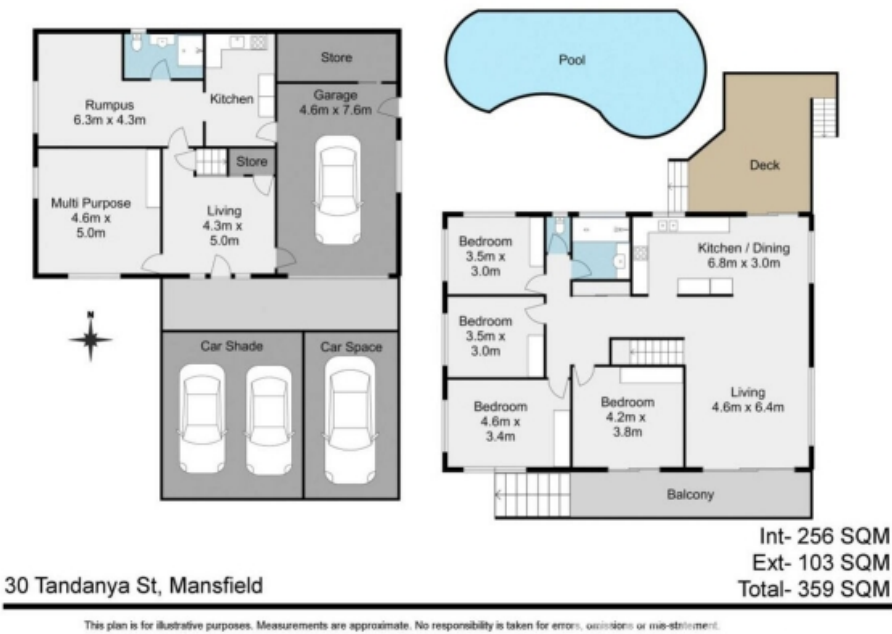 Store
Garage
4.6m x 7.6m
Rumpus
6.3m x 4.3m
Kitchen
Multi Purpose
4.6m x
5.0m
Store
Living
4.3m x
5.0m
N
Car Shade
Car Space
Pool
Deck
Bedroom
3.5m x
3.0m
Kitchen / Dining
6.8m x 3.0m
Bedroom
3.5m x
3.0m
Bedroom
4.6m x
3.4m
Bedroom
4.2m x
3.8m
Living
4.6m x 6.4m
Balcony
Int- 256 SQM
Ext- 103 SQM
Total- 359 SQM
30 Tandanya St, Mansfield
This plan is for illustrative purposes. Measurements are approximate. No responsibility is taken for errors, omissions or mis-statement.